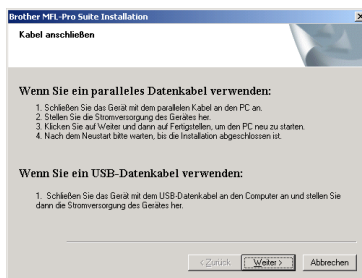 Brother MFL-Pro Suite Installation
Kabel anschließen
Wenn Sie ein paralleles Datenkabel verwenden:
1. Schließen Sie das Gerät mit dem parallelen Kabel an den PC an.
2. Stellen Sie die Stromversorgung des Gerätes her.
3. Klicken Sie auf Weiter und dann auf Fertigstellen, um den PC neu zu starten.
4. Nach dem Neustart bitte warten, bis die Installation abgeschlossen ist.
Wenn Sie ein USB-Datenkabel verwenden:
1. Schließen Sie das Gerät mit dem USB-Datenkabel an den Computer an und stellen Sie
dann die Stromversorgung des Gerätes her.
< Zurück Weiter > Abbrechen